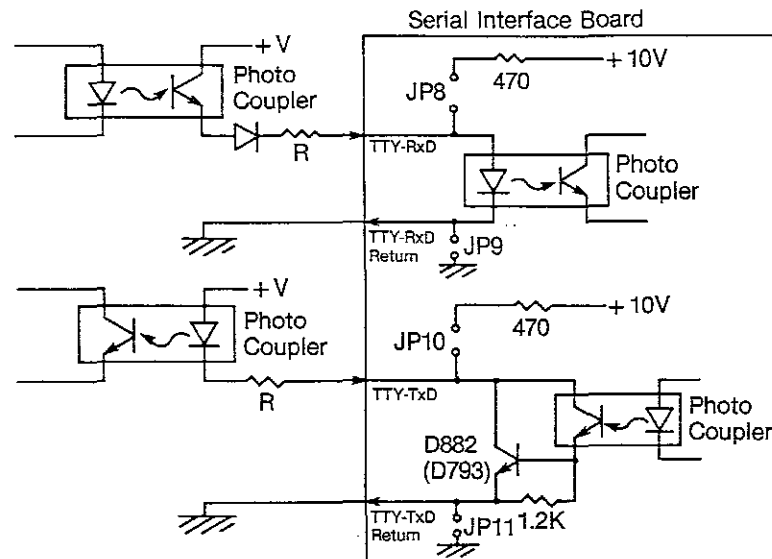 Serial Interface Board
+V
Photo
Coupler
R
JP8
470
+10V
TTY-RxD
Photo
Coupler
TTY-RxD
Return
JP9
+V
Photo
Coupler
R
JP10
470
+10V
TTY-TxD
D882
(D793)
Photo
Coupler
TTY-TxD
Return
JP11
1.2K